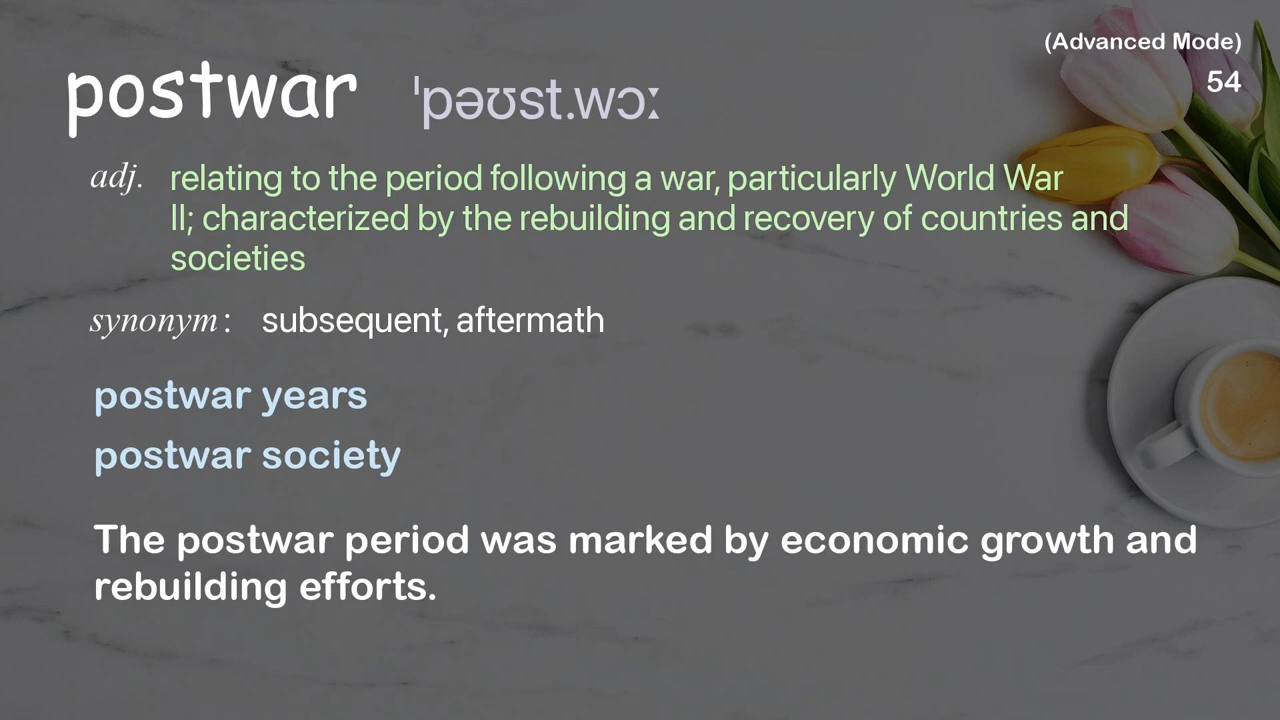 (Advanced Mode)
54
postwar ˈpəʊst.wɔː
adj. relating to the period following a war, particularly World War
II; characterized by the rebuilding and recovery of countries and
societies
synonym : subsequent, aftermath
postwar years
postwar society
The postwar period was marked by economic growth and
rebuilding efforts.